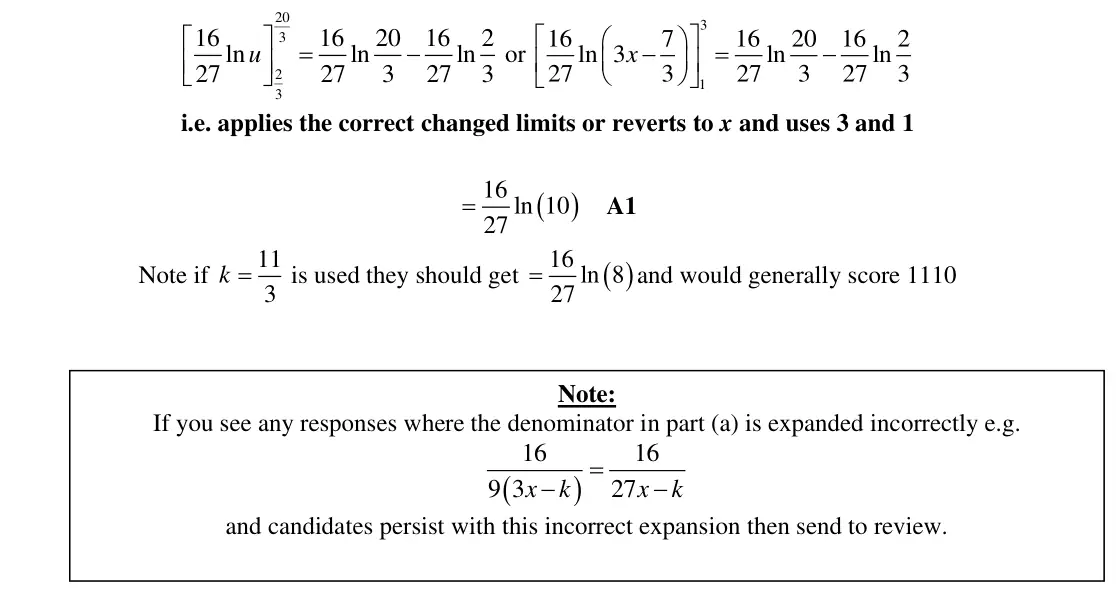 [16/27 ln u]_{2/3}^{20/3} = 16/27 ln 20/3 − 16/27 ln 2/3 or [16/27 ln(3x − 7/3)]_1^3 = 16/27 ln 20/3 − 16/27 ln 2/3
i.e. applies the correct changed limits or reverts to x and uses 3 and 1
= 16/27 ln(10) A1
Note if k = 11/3 is used they should get = 16/27 ln(8) and would generally score 1110
Note:
If you see any responses where the denominator in part (a) is expanded incorrectly e.g.
16/9(3x − k) = 16/27x − k
and candidates persist with this incorrect expansion then send to review.